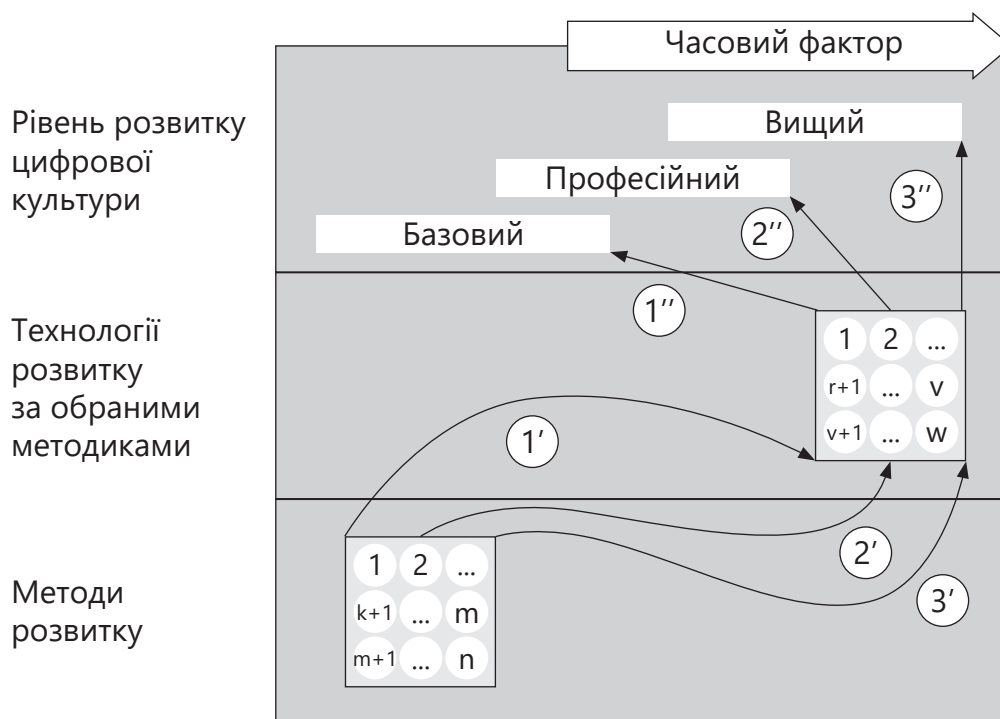 Часовий фактор
Рівень розвитку
цифрової
культури
Вищий
Професійний
3''
2''
Базовий
1''
Технології
розвитку
за обраними
методиками
1 2 ...
r+1 ... v
v+1 ... w
1'
2'
3'
Методи
розвитку
1 2 ...
k+1 ... m
m+1 ... n